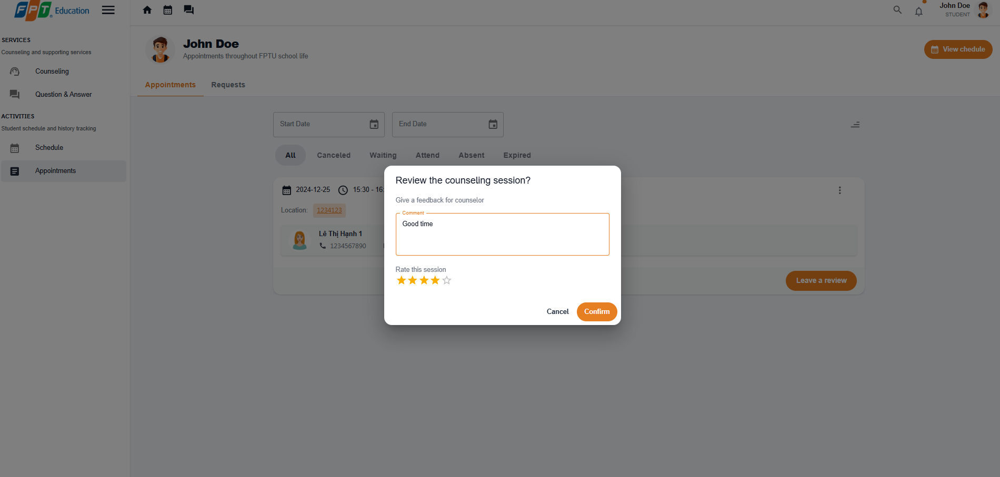 FPT Education
John Doe
STUDENT
SERVICES
Counseling and supporting services
Counseling
Question & Answer
ACTIVITIES
Student schedule and history tracking
Schedule
Appointments
John Doe
Appointments throughout FPTU school life
View chedule
Appointments
Requests
Start Date
End Date
All
Canceled
Waiting
Attend
Absent
Expired
2024-12-25
15:30 - 16:
Location:
1234123
Lê Thị Hạnh 1
1234567890
Leave a review
Review the counseling session?
Give a feedback for counselor
Comment
Good time
Rate this session
Cancel
Confirm